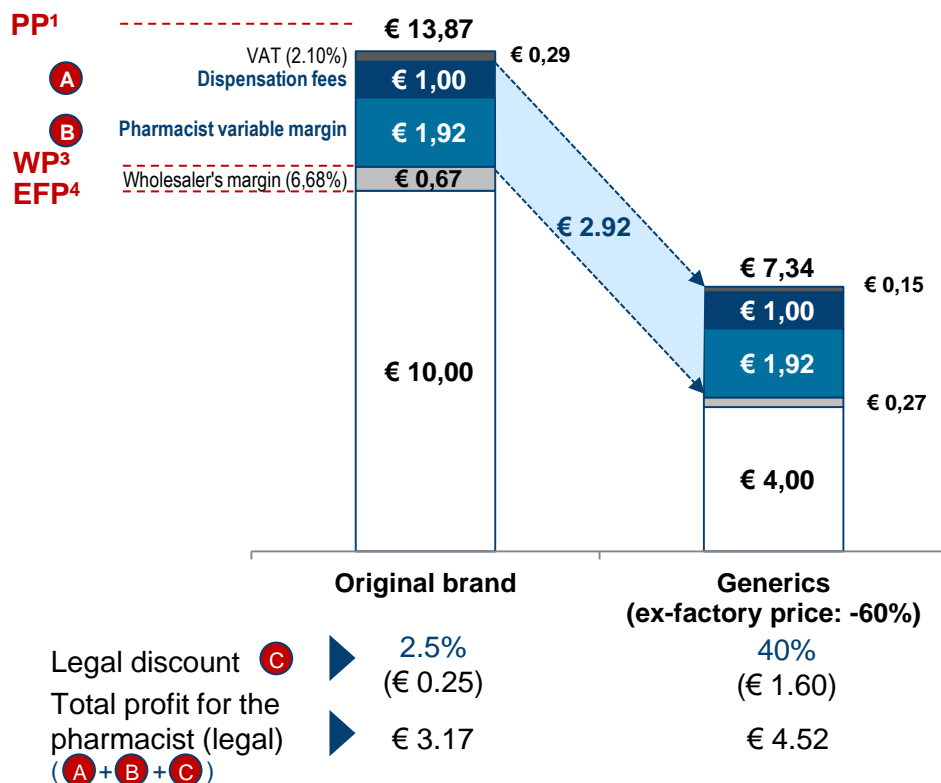 PP¹
€ 13,87
VAT (2.10%)
€ 0,29
A
Dispensation fees
€ 1,00
B
Pharmacist variable margin
€ 1,92
WP³
Wholesaler's margin (6,68%)
€ 0,67
EFP⁴
€ 2.92
€ 10,00
€ 7,34
€ 0,15
€ 1,00
€ 1,92
€ 0,27
€ 4,00
Original brand
Generics
(ex-factory price: -60%)
Legal discount C
2.5%
(€ 0.25)
40%
(€ 1.60)
Total profit for the
pharmacist (legal)
(A+B+C)
€ 3.17
€ 4.52